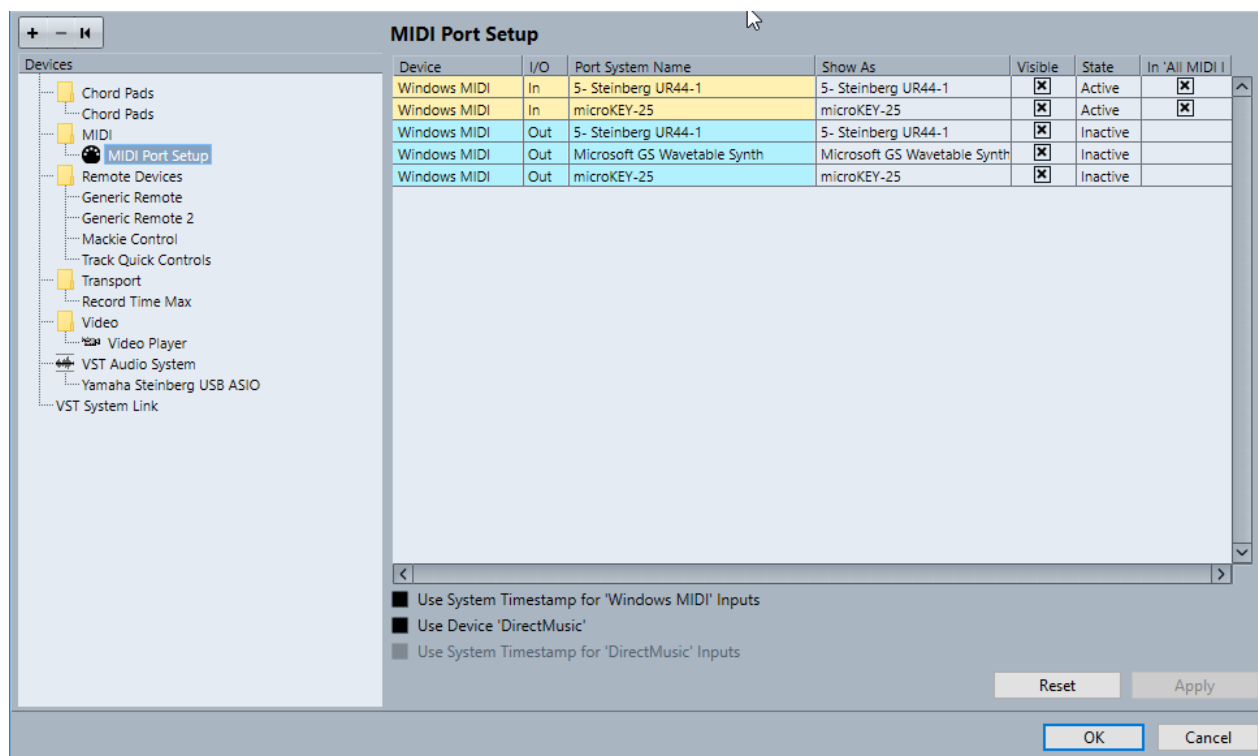 + −
Devices
Chord Pads
Chord Pads
MIDI
MIDI Port Setup
Remote Devices
Generic Remote
Generic Remote 2
Mackie Control
Track Quick Controls
Transport
Record Time Max
Video
Video Player
VST Audio System
Yamaha Steinberg USB ASIO
VST System Link
MIDI Port Setup
Device I/O Port System Name Show As Visible State In 'All MIDI I
Windows MIDI In 5- Steinberg UR44-1 5- Steinberg UR44-1 Active
Windows MIDI In microKEY-25 microKEY-25 Active
Windows MIDI Out 5- Steinberg UR44-1 5- Steinberg UR44-1 Inactive
Windows MIDI Out Microsoft GS Wavetable Synth Microsoft GS Wavetable Synth Inactive
Windows MIDI Out microKEY-25 microKEY-25 Inactive
Use System Timestamp for 'Windows MIDI' Inputs
Use Device 'DirectMusic'
Use System Timestamp for 'DirectMusic' Inputs
Reset Apply
OK Cancel